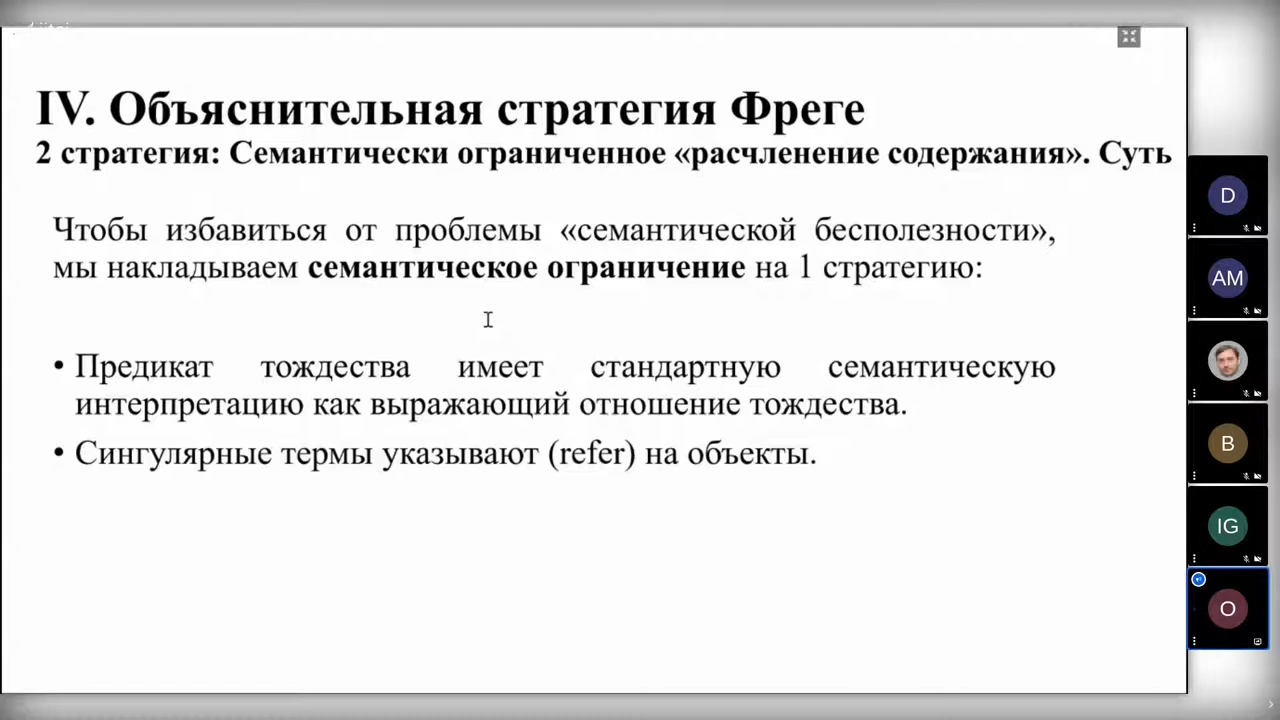 IV. Объяснительная стратегия Фреге
2 стратегия: Семантически ограниченное «расчленение содержания». Суть
Чтобы избавиться от проблемы «семантической бесполезности»,
мы накладываем семантическое ограничение на 1 стратегию:
• Предикат тождества имеет стандартную семантическую
интерпретацию как выражающий отношение тождества.
• Сингулярные термы указывают (refer) на объекты.
D
AM
B
IG
O